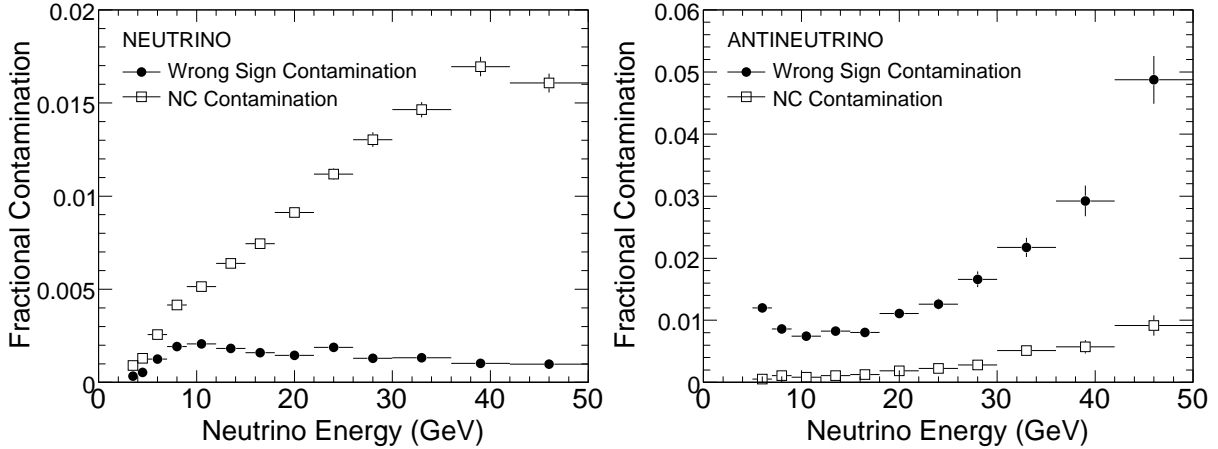 0.02
0.015
0.01
0.005
0
Fractional Contamination
NEUTRINO
Wrong Sign Contamination
NC Contamination
0 10 20 30 40 50
Neutrino Energy (GeV)
0.06
0.05
0.04
0.03
0.02
0.01
0
Fractional Contamination
ANTINEUTRINO
Wrong Sign Contamination
NC Contamination
0 10 20 30 40 50
Neutrino Energy (GeV)